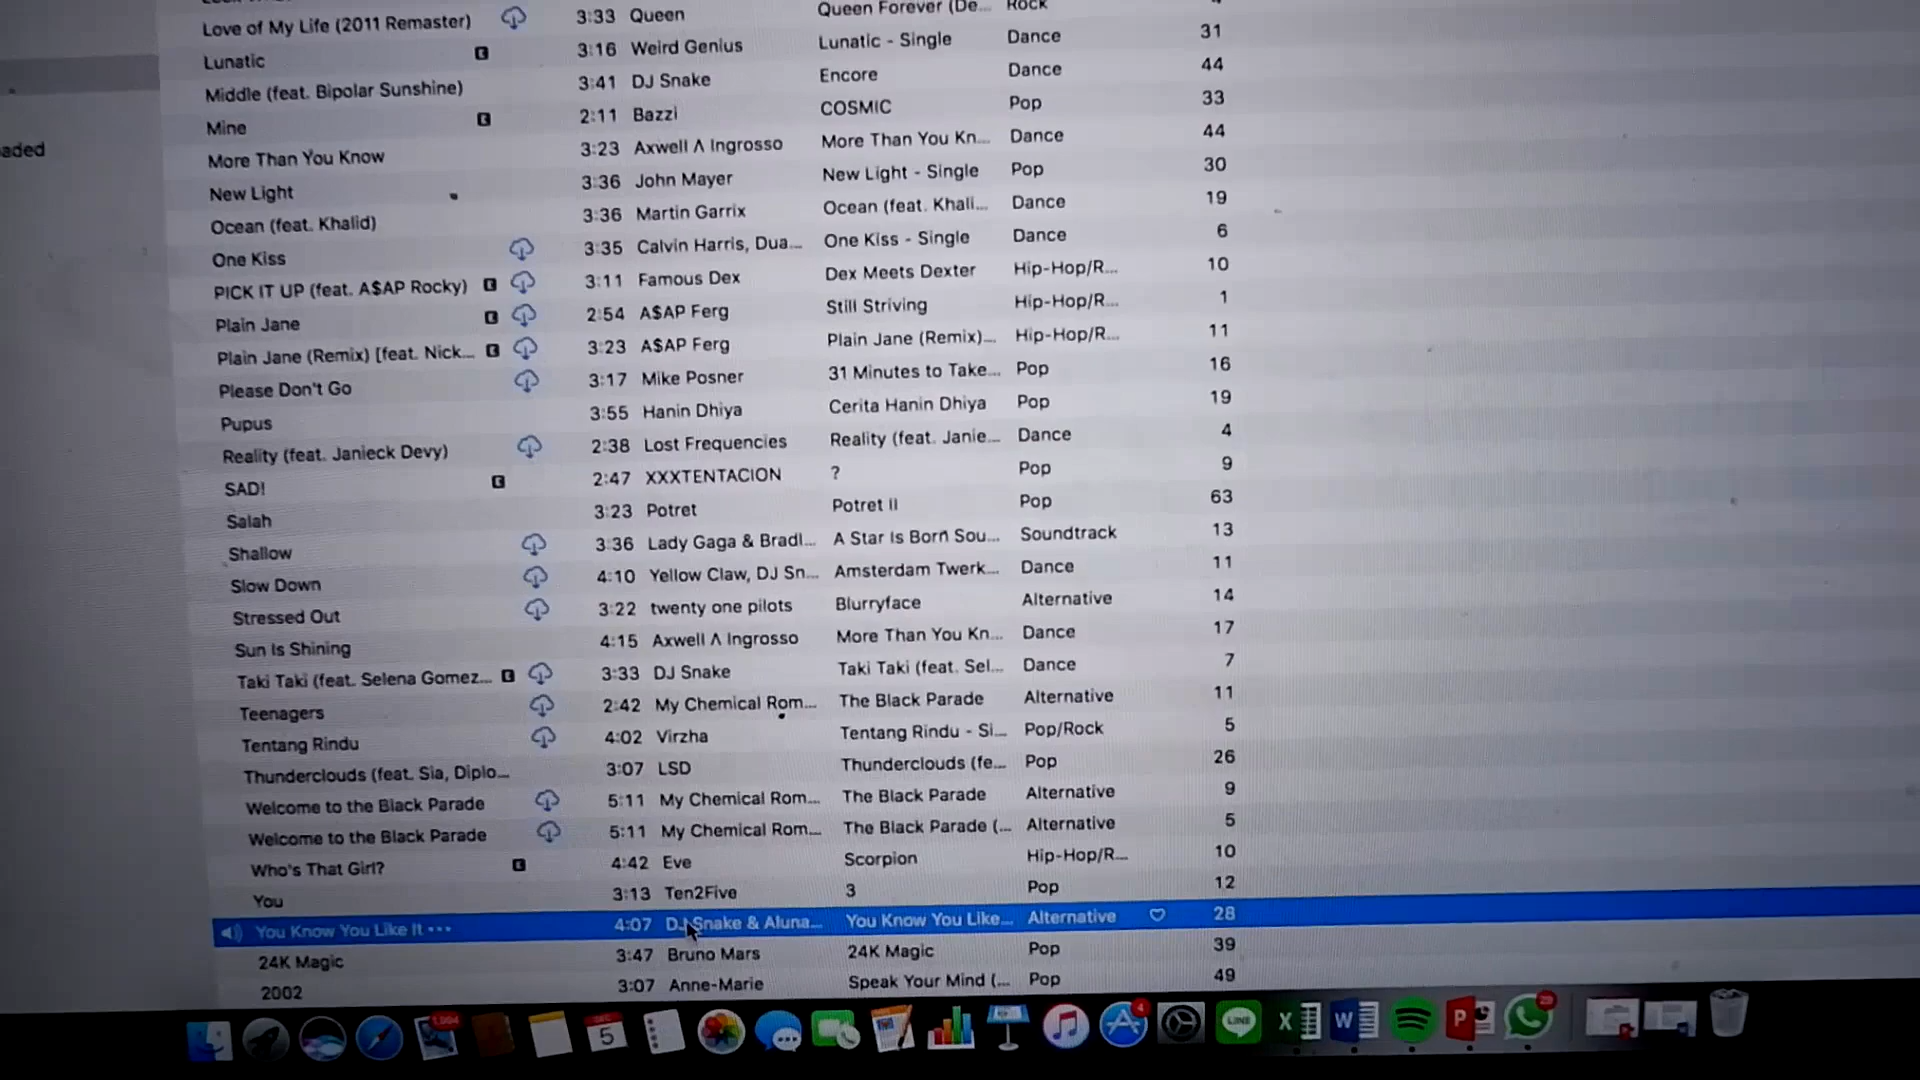 Love of My Life (2011 Remaster) 3:33 Queen Queen Forever (De... Rock
Lunatic E 3:16 Weird Genius Lunatic - Single Dance 31
Middle (feat. Bipolar Sunshine) 3:41 DJ Snake Encore Dance 44
Mine E 2:11 Bazzi COSMIC Pop 33
More Than You Know 3:23 Axwell Λ Ingrosso More Than You Kn... Dance 44
aded
New Light 3:36 John Mayer New Light - Single Pop 30
Ocean (feat. Khalid) 3:36 Martin Garrix Ocean (feat. Khali... Dance 19
One Kiss 3:35 Calvin Harris, Dua... One Kiss - Single Dance 6
PICK IT UP (feat. A$AP Rocky) E 3:11 Famous Dex Dex Meets Dexter Hip-Hop/R... 10
Plain Jane E 2:54 A$AP Ferg Still Striving Hip-Hop/R... 1
Plain Jane (Remix) [feat. Nick... E 3:23 A$AP Ferg Plain Jane (Remix)... Hip-Hop/R... 11
Please Don't Go 3:17 Mike Posner 31 Minutes to Take... Pop 16
Pupus 3:55 Hanin Dhiya Cerita Hanin Dhiya Pop 19
Reality (feat. Janieck Devy) 2:38 Lost Frequencies Reality (feat. Janie... Dance 4
SAD! E 2:47 XXXTENTACION ? Pop 9
Salah 3:23 Potret Potret II Pop 63
Shallow 3:36 Lady Gaga & Bradl... A Star Is Born Sou... Soundtrack 13
Slow Down 4:10 Yellow Claw, DJ Sn... Amsterdam Twerk... Dance 11
Stressed Out 3:22 twenty one pilots Blurryface Alternative 14
Sun Is Shining 4:15 Axwell Λ Ingrosso More Than You Kn... Dance 17
Taki Taki (feat. Selena Gomez... E 3:33 DJ Snake Taki Taki (feat. Sel... Dance 7
Teenagers 2:42 My Chemical Rom... The Black Parade Alternative 11
Tentang Rindu 4:02 Virzha Tentang Rindu - Si... Pop/Rock 5
Thunderclouds (feat. Sia, Diplo... 3:07 LSD Thunderclouds (fe... Pop 26
Welcome to the Black Parade 5:11 My Chemical Rom... The Black Parade Alternative 9
Welcome to the Black Parade 5:11 My Chemical Rom... The Black Parade (... Alternative 5
Who's That Girl? E 4:42 Eve Scorpion Hip-Hop/R... 10
You 3:13 Ten2Five 3 Pop 12
You Know You Like It ••• 4:07 DJ Snake & Aluna... You Know You Like... Alternative 28
24K Magic 3:47 Bruno Mars 24K Magic Pop 39
2002 3:07 Anne-Marie Speak Your Mind (... Pop 49
DEC 5 4 LINE X W P